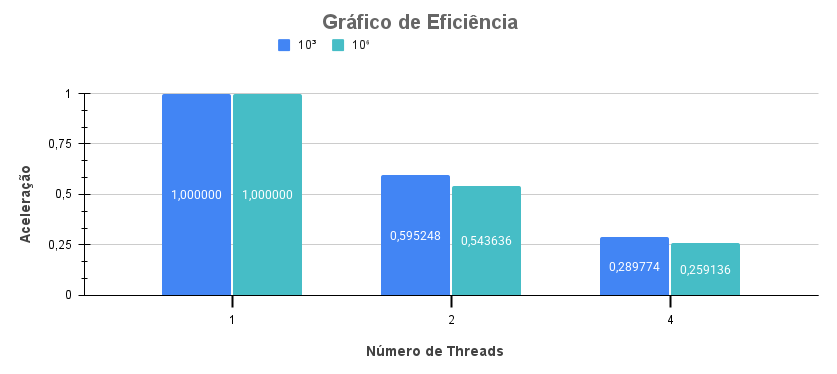 Gráfico de Eficiência
10³ 10⁶
1
0,75
0,5
0,25
0
Aceleração
1,000000 1,000000
0,595248 0,543636
0,289774 0,259136
1 2 4
Número de Threads